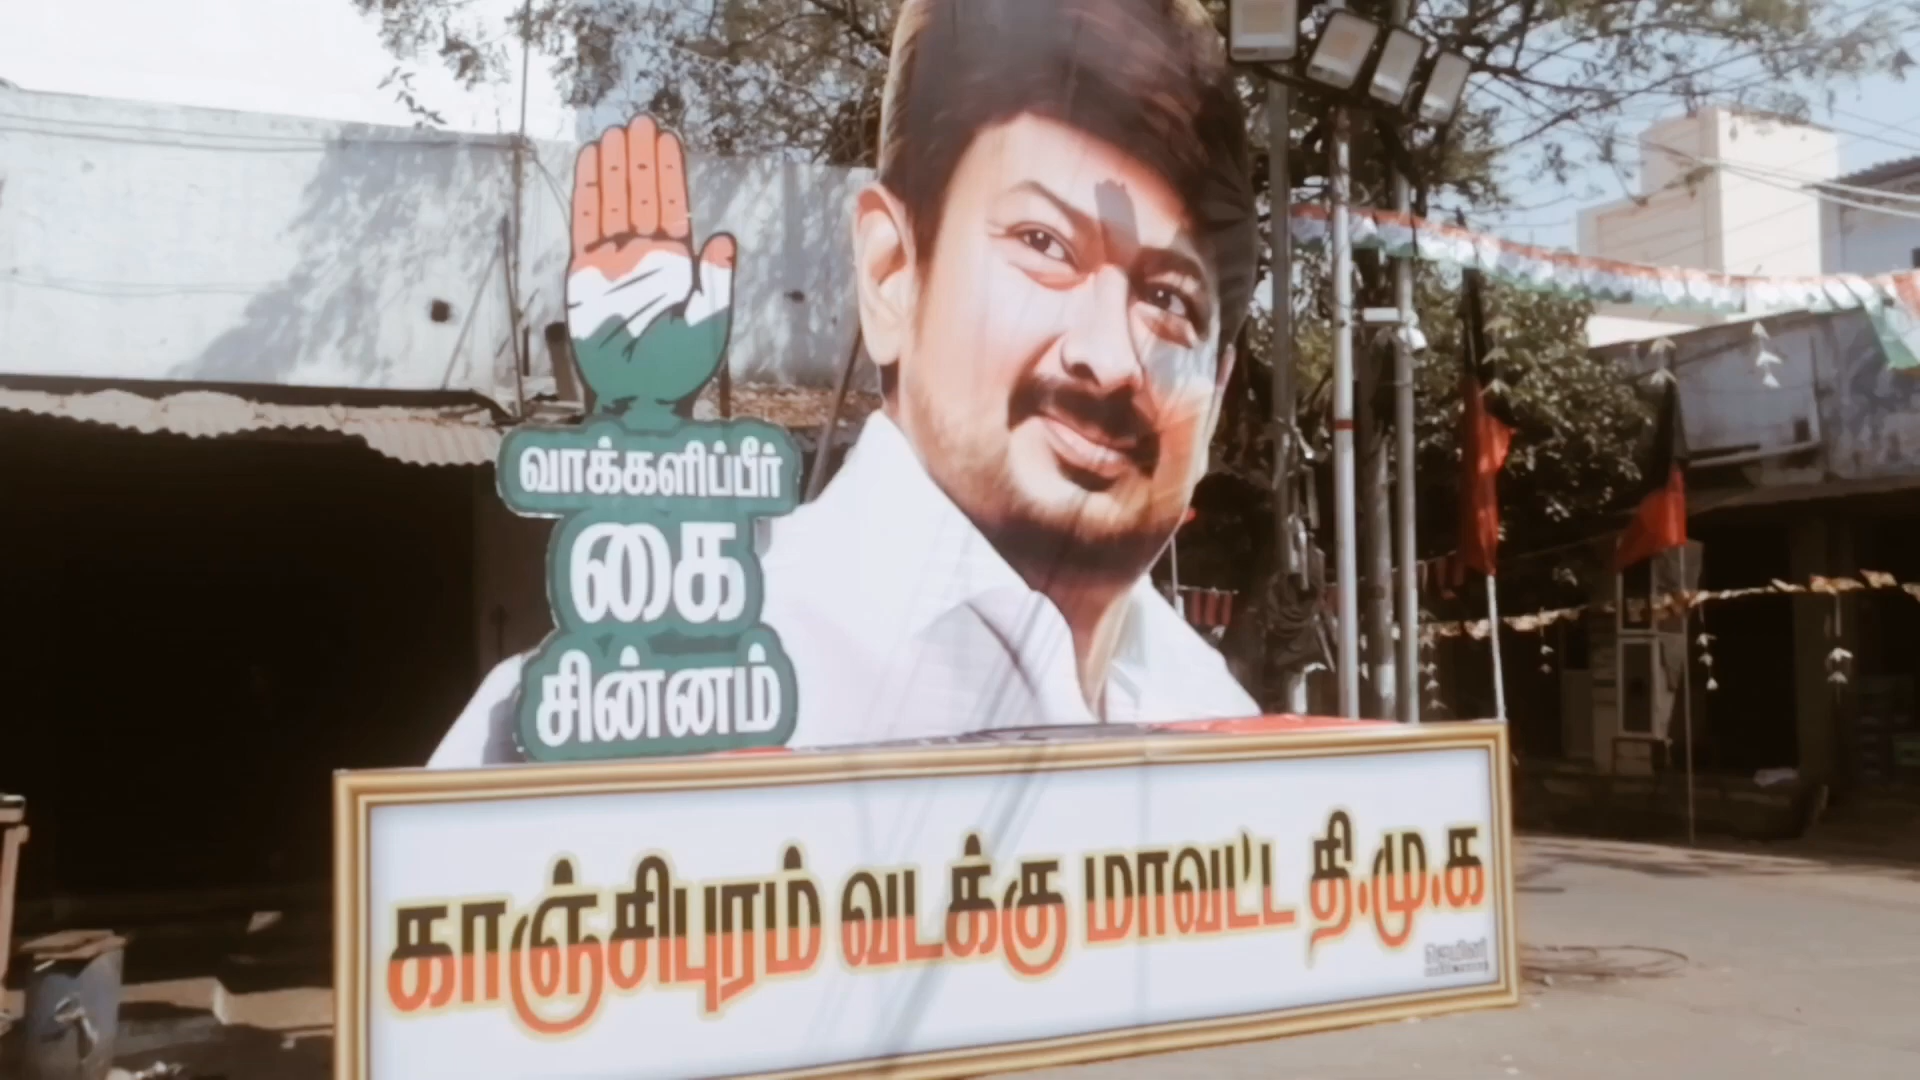 வாக்களிப்பீர்
கை
சின்னம்
காஞ்சிபுரம் வடக்கு மாவட்ட தி.மு.க